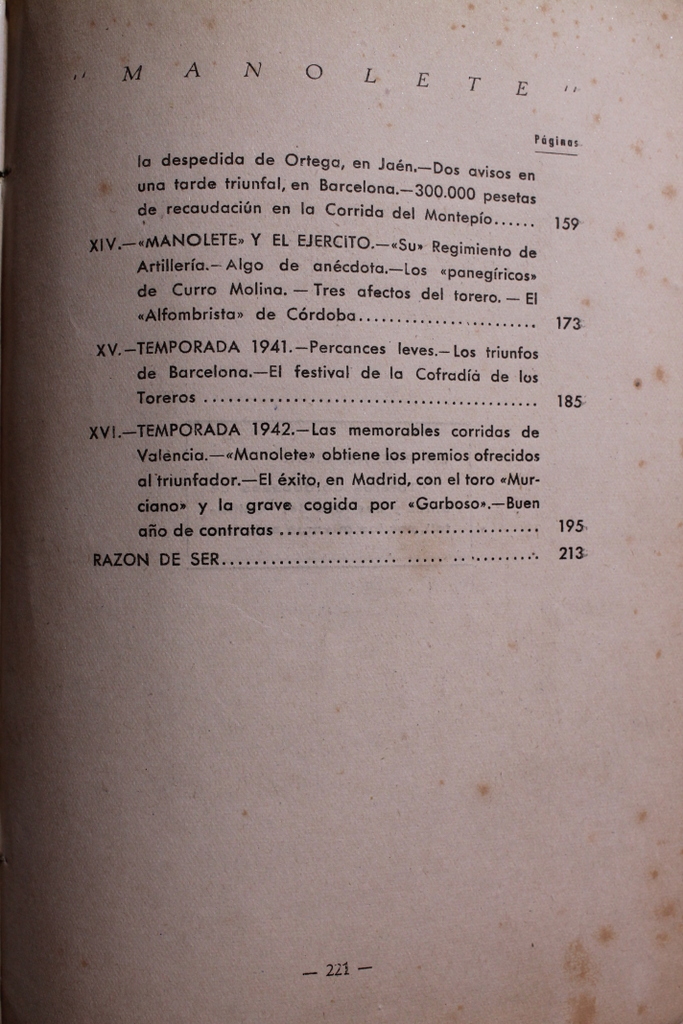 "MANOLETE"
Páginas
la despedida de Ortega, en Jaén.—Dos avisos en
una tarde triunfal, en Barcelona.—300.000 pesetas
de recaudación en la Corrida del Montepío...... 159
XIV.—«MANOLETE» Y EL EJERCITO.—«Su» Regimiento de
Artillería.—Algo de anécdota.—Los «panegíricos»
de Curro Molina. — Tres afectos del torero. — El
«Alfombrista» de Córdoba........................ 173
XV.—TEMPORADA 1941.—Percances leves.—Los triunfos
de Barcelona.—El festival de la Cofradía de los
Toreros .......................................... 185
XVI.—TEMPORADA 1942.—Las memorables corridas de
Valencia.—«Manolete» obtiene los premios ofrecidos
al triunfador.—El éxito, en Madrid, con el toro «Mur-
ciano» y la grave cogida por «Garboso».—Buen
año de contratas ................................. 195
RAZON DE SER........................................ 213
— 221 —